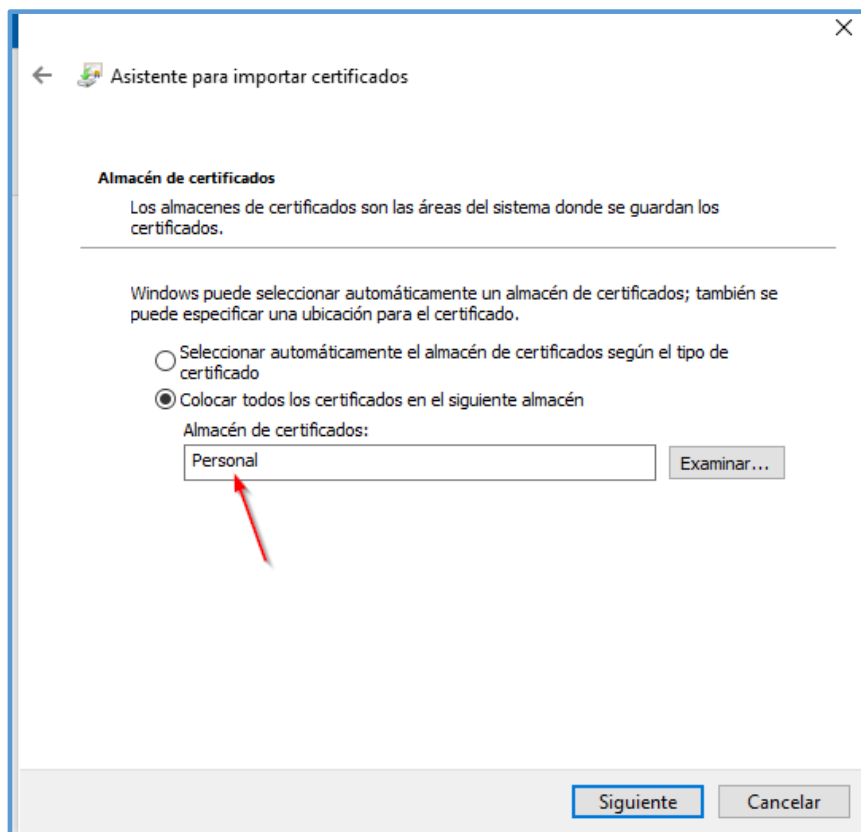 Asistente para importar certificados
Almacén de certificados
Los almacenes de certificados son las áreas del sistema donde se guardan los
certificados.
Windows puede seleccionar automáticamente un almacén de certificados; también se
puede especificar una ubicación para el certificado.
Seleccionar automáticamente el almacén de certificados según el tipo de
certificado
Colocar todos los certificados en el siguiente almacén
Almacén de certificados:
Personal
Examinar...
Siguiente
Cancelar